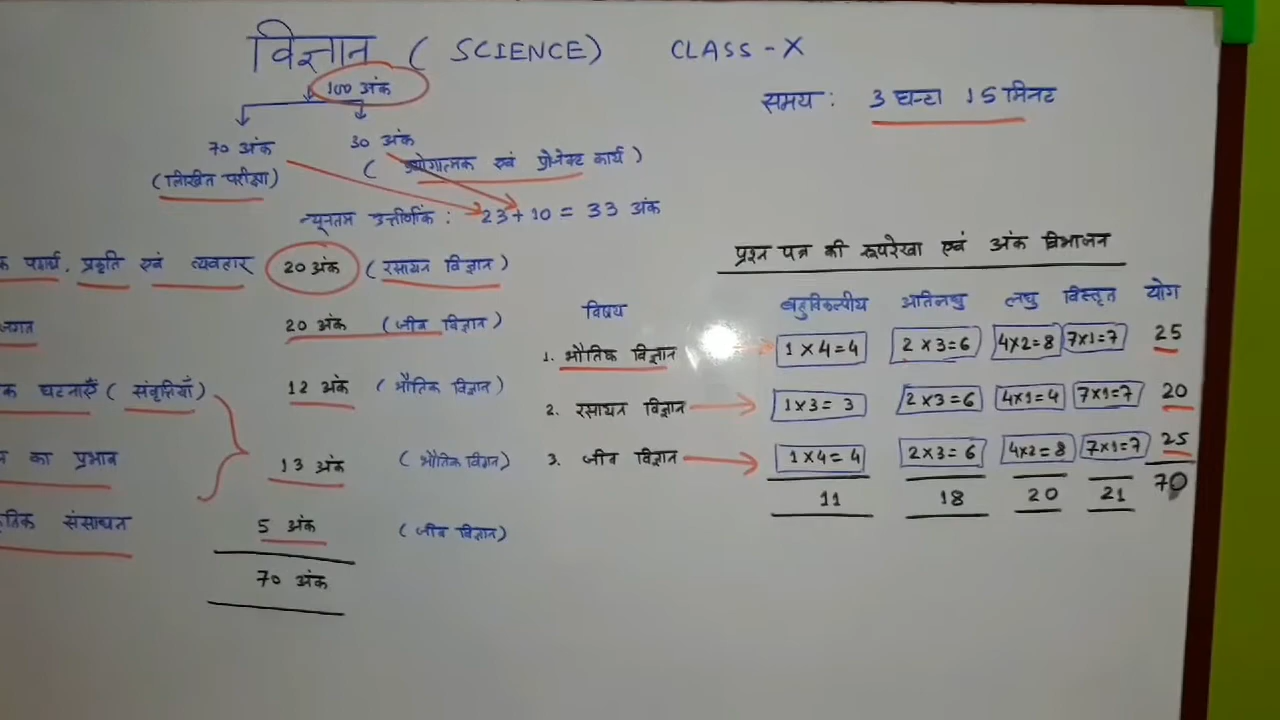 विज्ञान ( SCIENCE) CLASS - X
100 अंक
समय : 3 घन्टा 15 मिनट
70 अंक 30 अंक
(लिखित परीक्षा) ( प्रयोगात्मक एवं प्रोजेक्ट कार्य )
न्यूनतम उत्तीर्णांक : 23 + 10 = 33 अंक
प्रकृति एवं व्यवहार 20 अंक (रसायन विज्ञान)
जगत 20 अंक (जीव विज्ञान)
घटनाएँ ( संवृतियाँ ) 12 अंक (भौतिक विज्ञान)
का प्रभाव 13 अंक (भौतिक विज्ञान)
संसाधन 5 अंक (जीव विज्ञान)
70 अंक
प्रश्न पत्र की रूपरेखा एवं अंक विभाजन
विषय बहुविकल्पीय अतिलघु लघु विस्तृत योग
1. भौतिक विज्ञान 1 x 4 = 4 2 x 3 = 6 4 x 2 = 8 7 x 1 = 7 25
2. रसायन विज्ञान 1 x 3 = 3 2 x 3 = 6 4 x 1 = 4 7 x 1 = 7 20
3. जीव विज्ञान 1 x 4 = 4 2 x 3 = 6 4 x 2 = 8 7 x 1 = 7 25
11 18 20 21 70